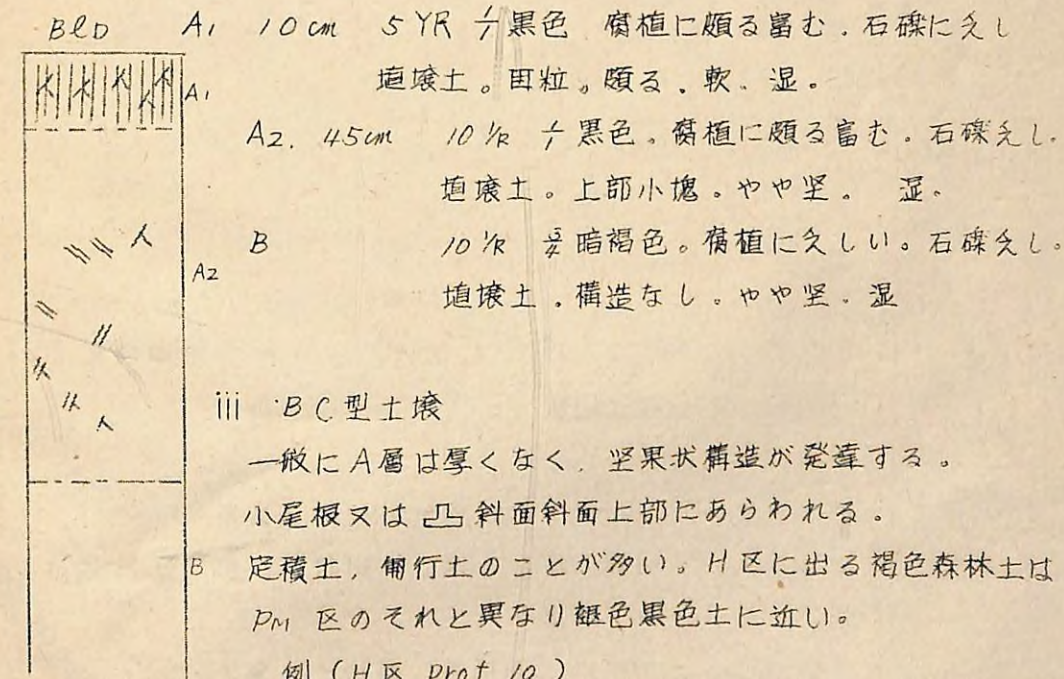 BlD A1 10cm 5YR 1/1 黒色 腐植に頗る富む.石礫に乏し
A1 埴壌土。団粒。頗る.軟、湿。
A2. 45cm 10YR 1/1 黒色。腐植に頗る富む.石礫乏し.
埴壌土。上部小塊。やや堅。 湿。
B 10YR 3/4 暗褐色。腐植に乏しい。石礫乏し。
A2 埴壌土.構造なし。やや堅.湿
iii BC型土壌
一般にA層は厚くなく,堅果状構造が発達する。
小尾根又は凸斜面斜面上部にあらわれる。
B 定積土,匍行土のことが多い。H区に出る褐色森林土は
PM 区のそれと異なり 色黒色土に近い。
例(H区 prof 10)